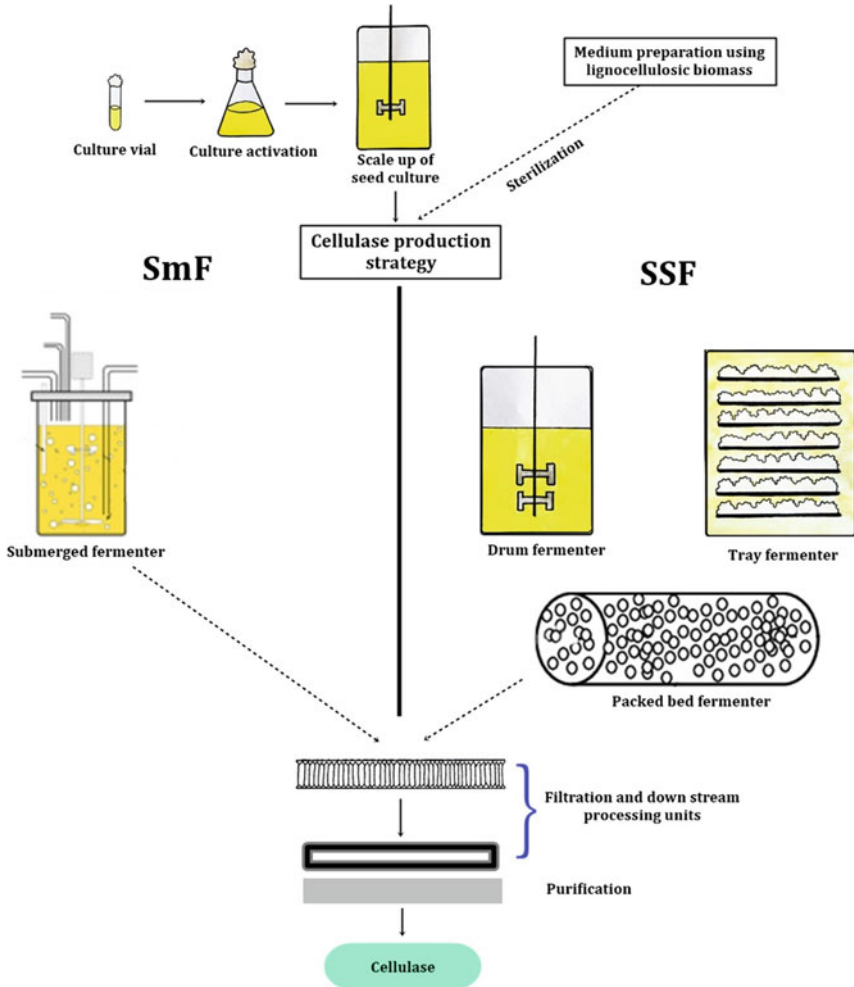 Medium preparation using
lignocellulosic biomass
Culture vial
Culture activation
Scale up of
seed culture
Sterilization
Cellulase production
strategy
SmF
SSF
Submerged fermenter
Drum fermenter
Tray fermenter
Packed bed fermenter
Filtration and down stream
processing units
Purification
Cellulase